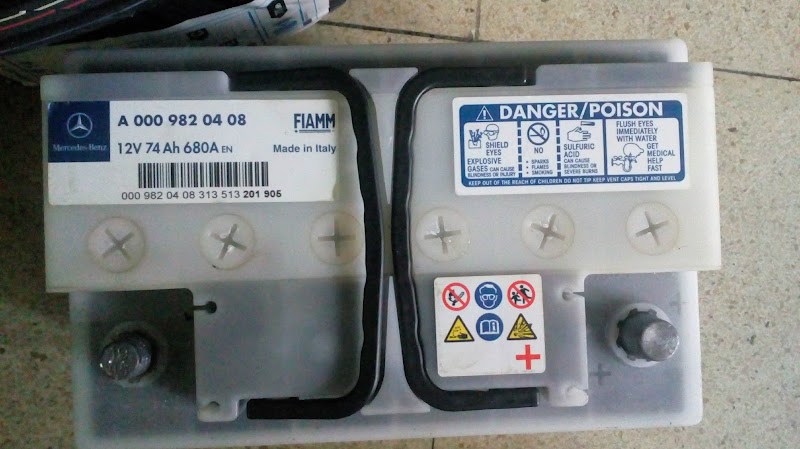 Mercedes-Benz
A 000 982 04 08
FIAMM
12V 74 Ah 680A EN
Made in Italy
000 982 04 08 313 513 201 905
DANGER/POISON
SHIELD
EYES
EXPLOSIVE
GASES CAN CAUSE
BLINDNESS OR INJURY
NO
• SPARKS
• FLAMES
• SMOKING
SULFURIC
ACID
CAN CAUSE
BLINDNESS OR
SEVERE BURNS
FLUSH EYES
IMMEDIATELY
WITH WATER
GET
MEDICAL
HELP
FAST
KEEP OUT OF THE REACH OF CHILDREN DO NOT TIP KEEP VENT CAPS TIGHT AND LEVEL
+
+
+